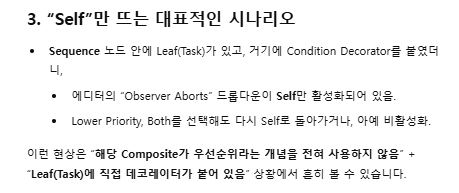 3. “Self”만 뜨는 대표적인 시나리오
Sequence 노드 안에 Leaf(Task)가 있고, 거기에 Condition Decorator를 붙였더
니,
에디터의 “Observer Aborts” 드롭다운이 Self만 활성화되어 있음.
Lower Priority, Both를 선택해도 다시 Self로 돌아가거나, 아예 비활성화.
이런 현상은 “해당 Composite가 우선순위라는 개념을 전혀 사용하지 않음” +
“Leaf(Task)에 직접 데코레이터가 붙어 있음” 상황에서 흔히 볼 수 있습니다.